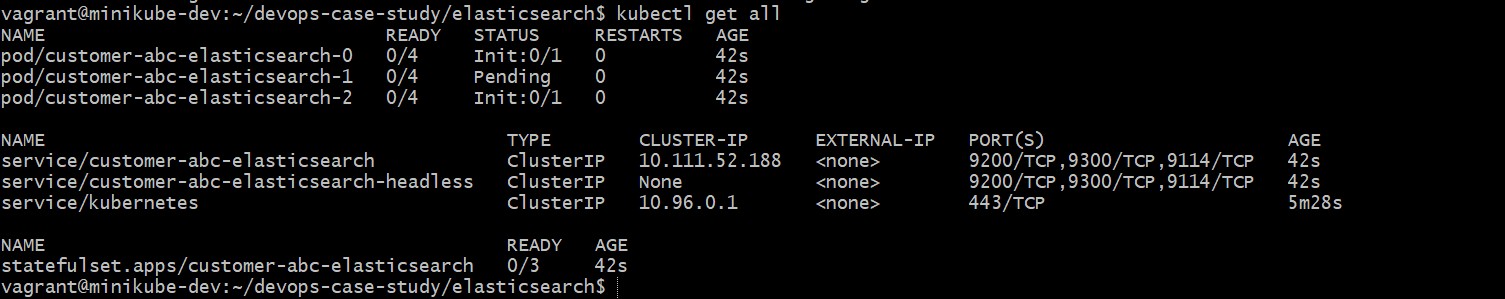 vagrant@minikube-dev:~/devops-case-study/elasticsearch$ kubectl get all
NAME READY STATUS RESTARTS AGE
pod/customer-abc-elasticsearch-0 0/4 Init:0/1 0 42s
pod/customer-abc-elasticsearch-1 0/4 Pending 0 42s
pod/customer-abc-elasticsearch-2 0/4 Init:0/1 0 42s
NAME TYPE CLUSTER-IP EXTERNAL-IP PORT(S) AGE
service/customer-abc-elasticsearch ClusterIP 10.111.52.188 <none> 9200/TCP,9300/TCP,9114/TCP 42s
service/customer-abc-elasticsearch-headless ClusterIP None <none> 9200/TCP,9300/TCP,9114/TCP 42s
service/kubernetes ClusterIP 10.96.0.1 <none> 443/TCP 5m28s
NAME READY AGE
statefulset.apps/customer-abc-elasticsearch 0/3 42s
vagrant@minikube-dev:~/devops-case-study/elasticsearch$